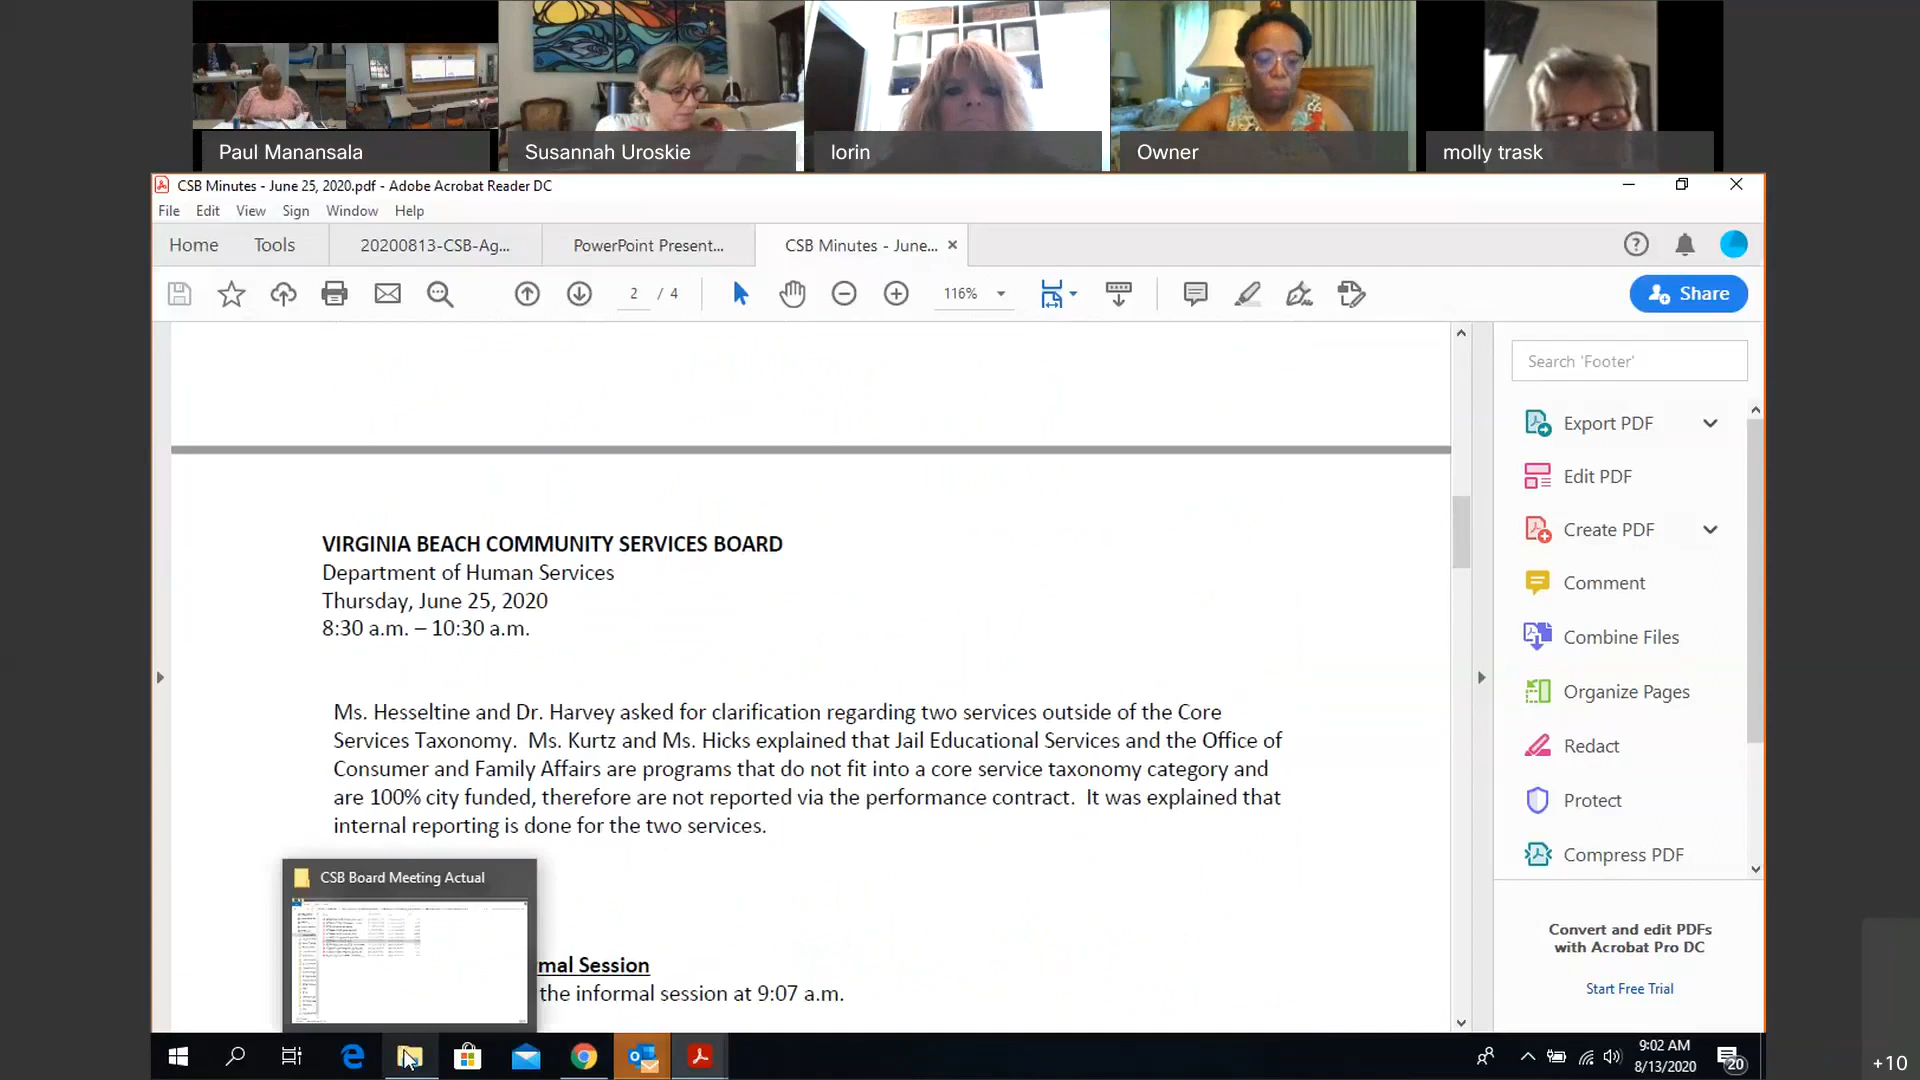 Paul Manansala
Susannah Uroskie
lorin
Owner
molly trask
CSB Minutes - June 25, 2020.pdf - Adobe Acrobat Reader DC
File Edit View Sign Window Help
Home Tools 20200813-CSB-Ag... PowerPoint Present... CSB Minutes - June...
2 / 4
116%
Share
Search 'Footer'
Export PDF
Edit PDF
Create PDF
Comment
Combine Files
Organize Pages
Redact
Protect
Compress PDF
Convert and edit PDFs
with Acrobat Pro DC
Start Free Trial
VIRGINIA BEACH COMMUNITY SERVICES BOARD
Department of Human Services
Thursday, June 25, 2020
8:30 a.m. – 10:30 a.m.
Ms. Hesseltine and Dr. Harvey asked for clarification regarding two services outside of the Core
Services Taxonomy. Ms. Kurtz and Ms. Hicks explained that Jail Educational Services and the Office of
Consumer and Family Affairs are programs that do not fit into a core service taxonomy category and
are 100% city funded, therefore are not reported via the performance contract. It was explained that
internal reporting is done for the two services.
CSB Board Meeting Actual
mal Session
the informal session at 9:07 a.m.
9:02 AM
8/13/2020
20
+10